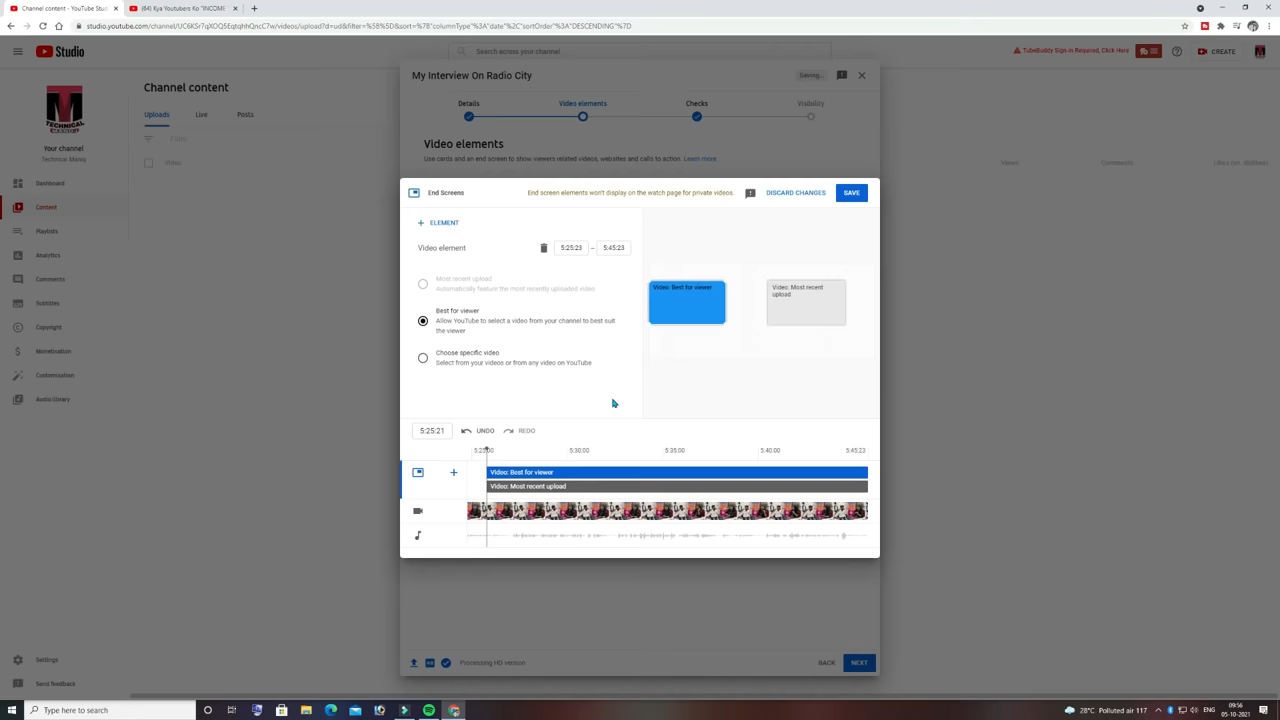 Content content - YouTube Stu
(64) Kya Youtubers Ko "INCOME
studio.youtube.com/channel/UC6KSr7qXOQ5EqtqhhQncC7w/videos/upload?d=ud&filter=%5B%5D&sort=%7B"columnType"%3A"date"%2C"sortOrder"%3A"DESCENDING"%7D
Studio
Search across your channel
TubeBuddy Sign-in Required, Click Here
CREATE
Channel content
My Interview On Radio City
Saving...
Uploads
Live
Posts
Details
Video elements
Checks
Visibility
TECHNICAL
MANIJ
Your channel
Technical Maniq
Filter
Video
Views
Comments
Video elements
Use cards and an end screen to show viewers related videos, websites and calls to action.
Learn more
Dashboard
Content
Playlists
Analytics
Comments
Subtitles
Copyright
Monetisation
Customisation
Audio library
Settings
Send feedback
End Screens
End screen elements won't display on the watch page for private videos.
DISCARD CHANGES
SAVE
+ ELEMENT
Video element
5:25:23 – 5:45:23
Most recent upload
Automatically feature the most recently uploaded video
Best for viewer
Allow YouTube to select a video from your channel to best suit
the viewer
Choose specific video
Select from your videos or from any video on YouTube
Video: Best for viewer
Video: Most recent
upload
5:25:21
UNDO
REDO
5:25:00
5:30:00
5:35:00
5:40:00
5:45:23
Video: Best for viewer
Video: Most recent upload
Processing HD version
BACK
NEXT
Type here to search
28°C Polluted air 117
ENG
09:56
05-10-2021